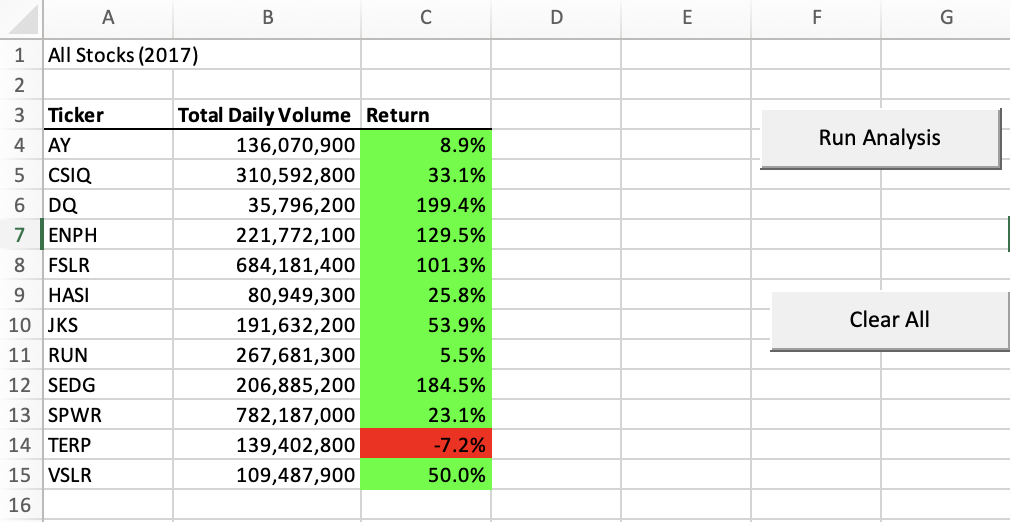 A B C D E F G
1 All Stocks (2017)
2
3 Ticker Total Daily Volume Return
4 AY 136,070,900 8.9%
Run Analysis
5 CSIQ 310,592,800 33.1%
6 DQ 35,796,200 199.4%
7 ENPH 221,772,100 129.5%
8 FSLR 684,181,400 101.3%
9 HASI 80,949,300 25.8%
10 JKS 191,632,200 53.9%
Clear All
11 RUN 267,681,300 5.5%
12 SEDG 206,885,200 184.5%
13 SPWR 782,187,000 23.1%
14 TERP 139,402,800 -7.2%
15 VSLR 109,487,900 50.0%
16